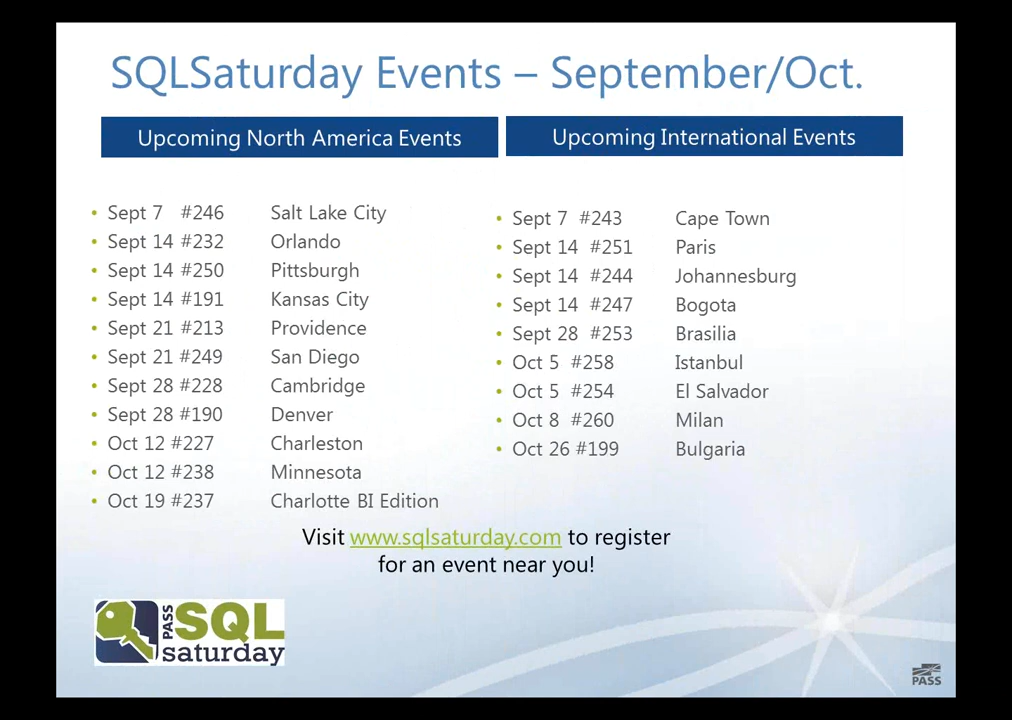 SQLSaturday Events – September/Oct.
Upcoming North America Events
• Sept 7 #246 Salt Lake City
• Sept 14 #232 Orlando
• Sept 14 #250 Pittsburgh
• Sept 14 #191 Kansas City
• Sept 21 #213 Providence
• Sept 21 #249 San Diego
• Sept 28 #228 Cambridge
• Sept 28 #190 Denver
• Oct 12 #227 Charleston
• Oct 12 #238 Minnesota
• Oct 19 #237 Charlotte BI Edition
Upcoming International Events
• Sept 7 #243 Cape Town
• Sept 14 #251 Paris
• Sept 14 #244 Johannesburg
• Sept 14 #247 Bogota
• Sept 28 #253 Brasilia
• Oct 5 #258 Istanbul
• Oct 5 #254 El Salvador
• Oct 8 #260 Milan
• Oct 26 #199 Bulgaria
Visit www.sqlsaturday.com to register
for an event near you!
PASS
SQL
saturday
PASS